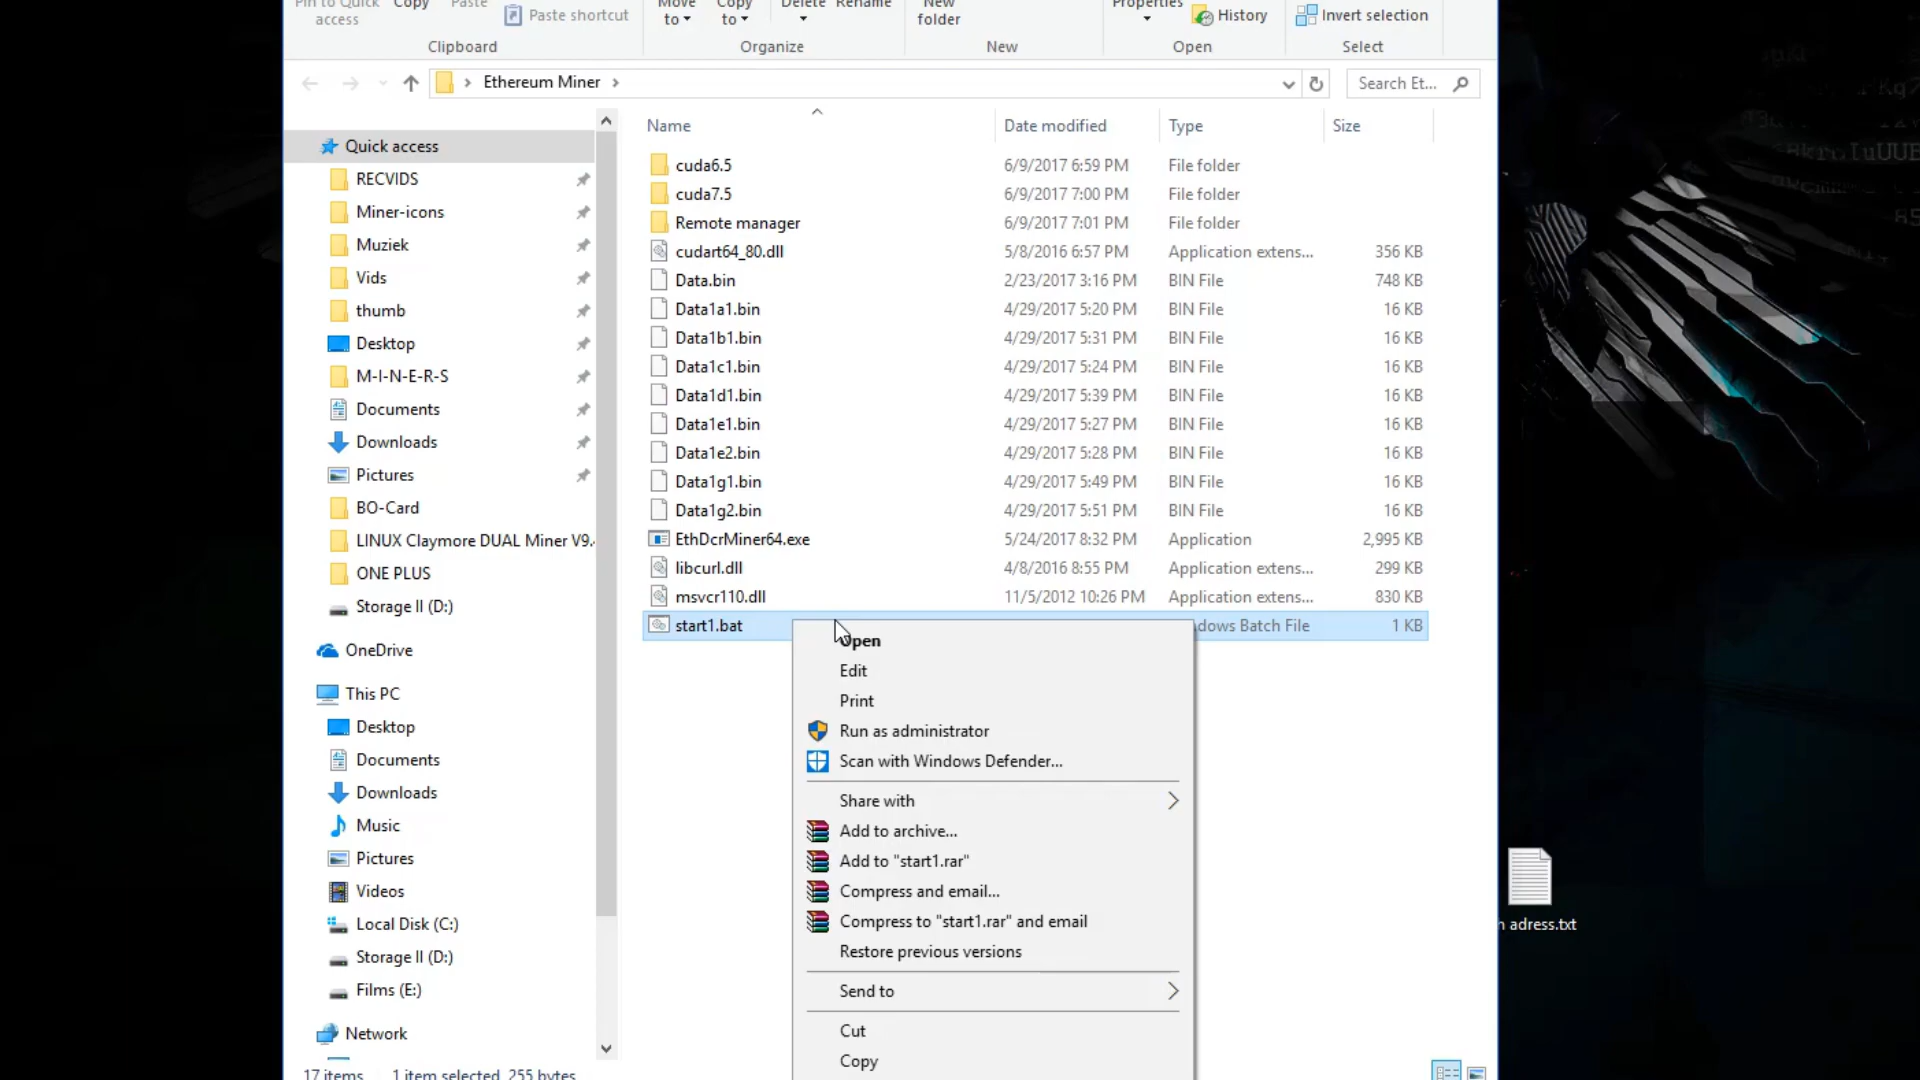 Pin to Quick access
Copy
Paste
Paste shortcut
Move to
Copy to
Delete
Rename
New folder
Properties
History
Invert selection
Clipboard
Organize
New
Open
Select
Ethereum Miner
Search Et...
Name
Date modified
Type
Size
Quick access
RECVIDS
Miner-icons
Muziek
Vids
thumb
Desktop
M-I-N-E-R-S
Documents
Downloads
Pictures
BO-Card
LINUX Claymore DUAL Miner V9.
ONE PLUS
Storage II (D:)
OneDrive
This PC
Desktop
Documents
Downloads
Music
Pictures
Videos
Local Disk (C:)
Storage II (D:)
Films (E:)
Network
cuda6.5 6/9/2017 6:59 PM File folder
cuda7.5 6/9/2017 7:00 PM File folder
Remote manager 6/9/2017 7:01 PM File folder
cudart64_80.dll 5/8/2016 6:57 PM Application extens... 356 KB
Data.bin 2/23/2017 3:16 PM BIN File 748 KB
Data1a1.bin 4/29/2017 5:20 PM BIN File 16 KB
Data1b1.bin 4/29/2017 5:31 PM BIN File 16 KB
Data1c1.bin 4/29/2017 5:24 PM BIN File 16 KB
Data1d1.bin 4/29/2017 5:39 PM BIN File 16 KB
Data1e1.bin 4/29/2017 5:27 PM BIN File 16 KB
Data1e2.bin 4/29/2017 5:28 PM BIN File 16 KB
Data1g1.bin 4/29/2017 5:49 PM BIN File 16 KB
Data1g2.bin 4/29/2017 5:51 PM BIN File 16 KB
EthDcrMiner64.exe 5/24/2017 8:32 PM Application 2,995 KB
libcurl.dll 4/8/2016 8:55 PM Application extens... 299 KB
msvcr110.dll 11/5/2012 10:26 PM Application extens... 830 KB
start1.bat dows Batch File 1 KB
Open
Edit
Print
Run as administrator
Scan with Windows Defender...
Share with
Add to archive...
Add to "start1.rar"
Compress and email...
Compress to "start1.rar" and email
Restore previous versions
Send to
Cut
Copy
17 items 1 item selected 255 bytes
h adress.txt